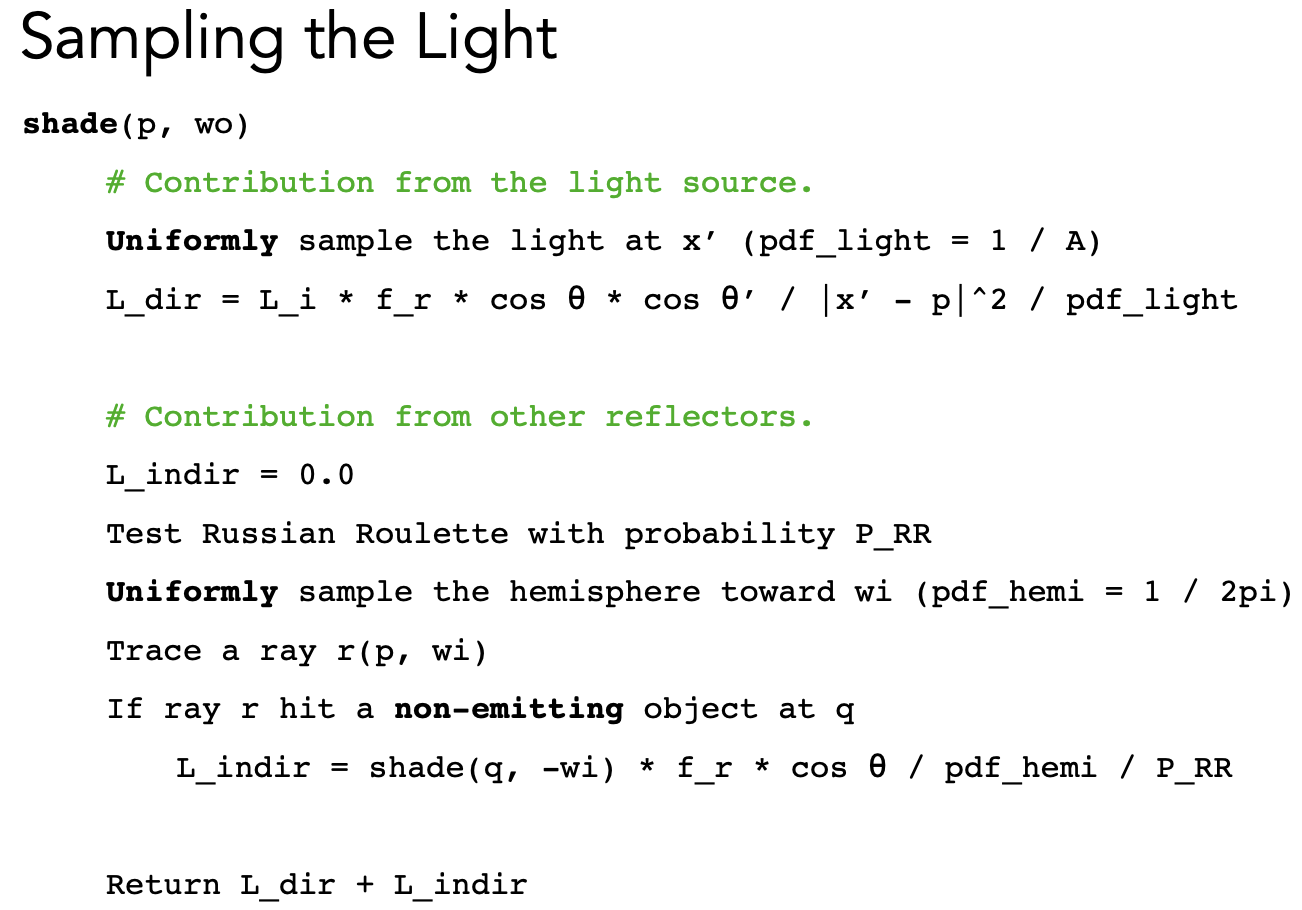 Sampling the Light
shade(p, wo)
# Contribution from the light source.
Uniformly sample the light at x′ (pdf_light = 1 / A)
L_dir = L_i * f_r * cos θ * cos θ′ / |x′ - p|^2 / pdf_light
# Contribution from other reflectors.
L_indir = 0.0
Test Russian Roulette with probability P_RR
Uniformly sample the hemisphere toward wi (pdf_hemi = 1 / 2pi)
Trace a ray r(p, wi)
If ray r hit a non-emitting object at q
L_indir = shade(q, -wi) * f_r * cos θ / pdf_hemi / P_RR
Return L_dir + L_indir